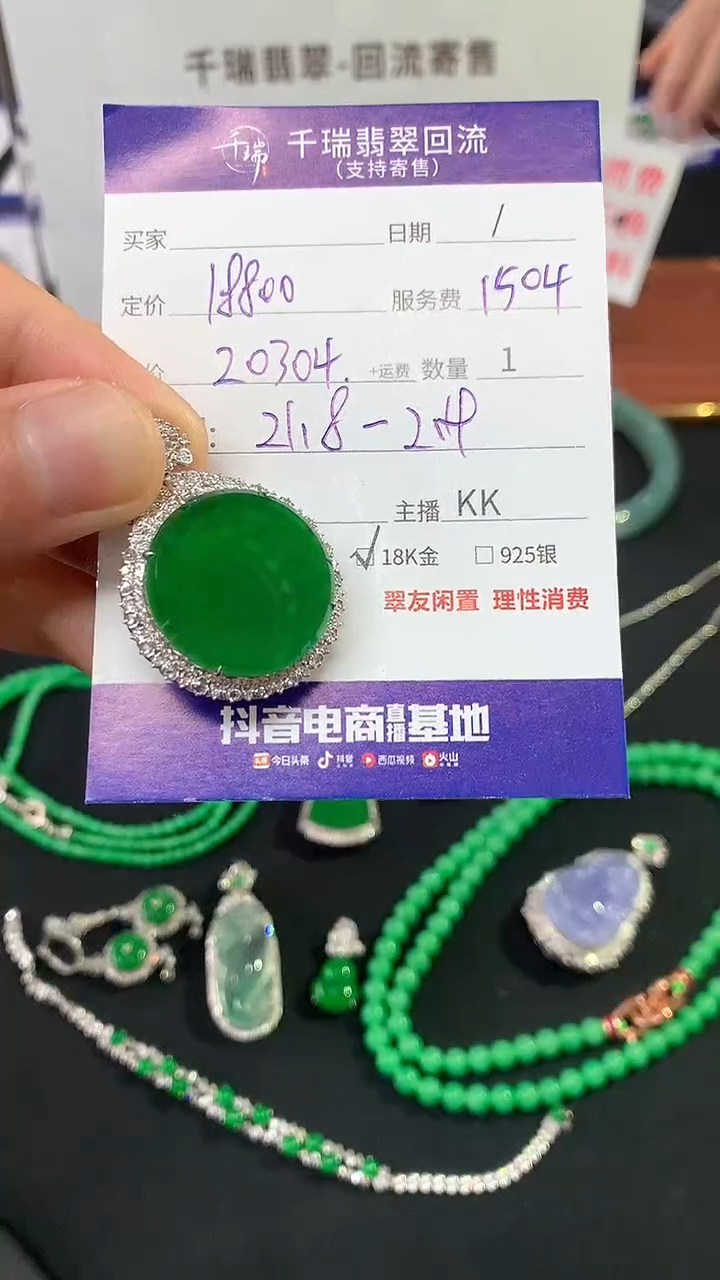 千瑞翡翠-回流寄售
千瑞 千瑞翡翠回流
(支持寄售)
买家 日期 /
定价 18800 服务费 1504
价 20304. +运费 数量 1
: 21.8-2.
主播 KK
18K金 925银
翠友闲置 理性消费
抖音电商直播基地
头条 今日头条 抖音 西瓜视频 火山